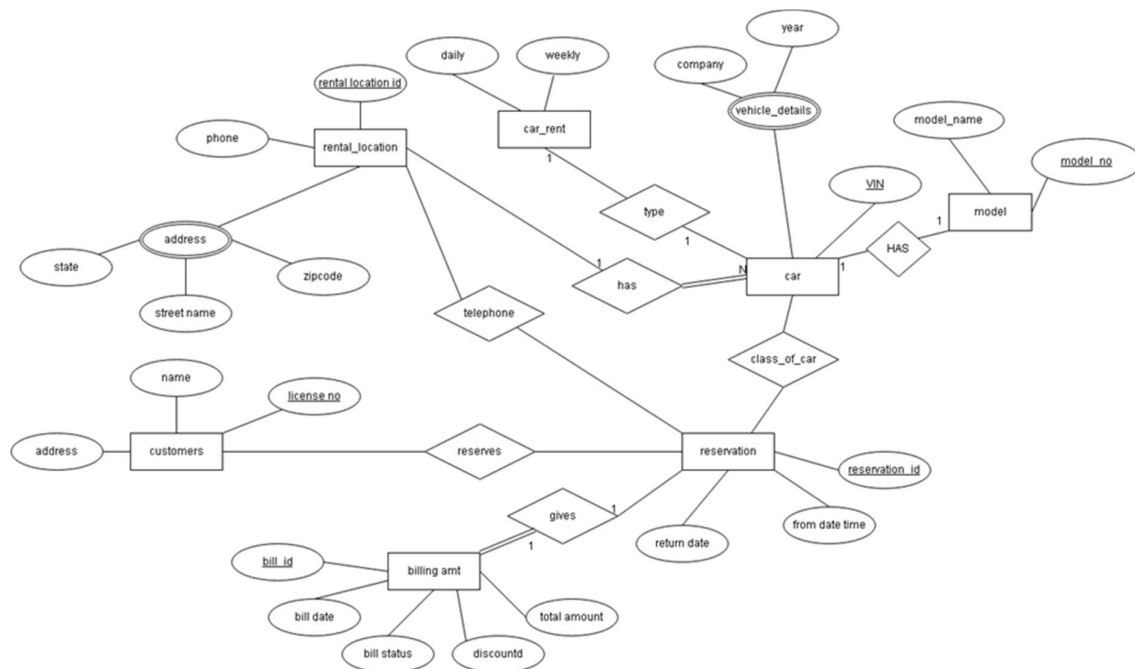 year
daily
weekly
company
rental location id
vehicle_details
model_name
phone
car_rent
rental_location
model_no
1
VIN
type
1
model
address
1
HAS
state
1
1
N
car
1
zipcode
has
street name
telephone
class_of_car
name
license no
address
customers
reserves
reservation
reservation_id
gives
1
from date time
return date
1
bill_id
billing amt
bill date
total amount
bill status
discountd